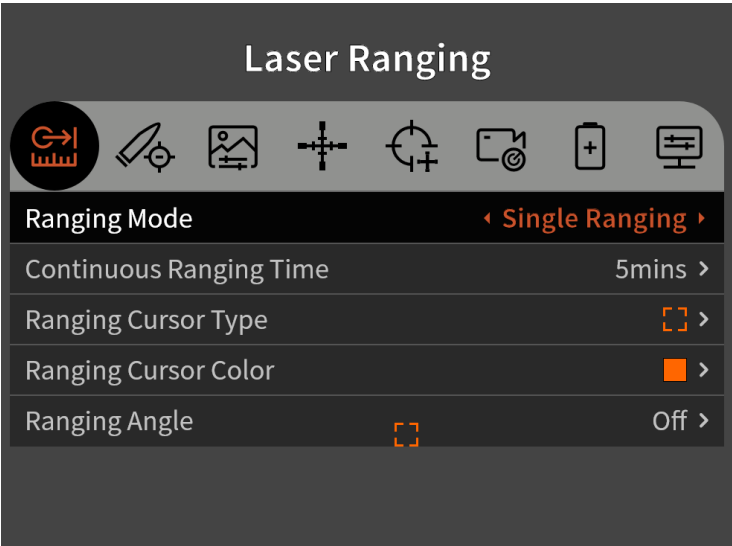 Laser Ranging
Ranging Mode Single Ranging
Continuous Ranging Time 5mins
Ranging Cursor Type
Ranging Cursor Color
Ranging Angle Off